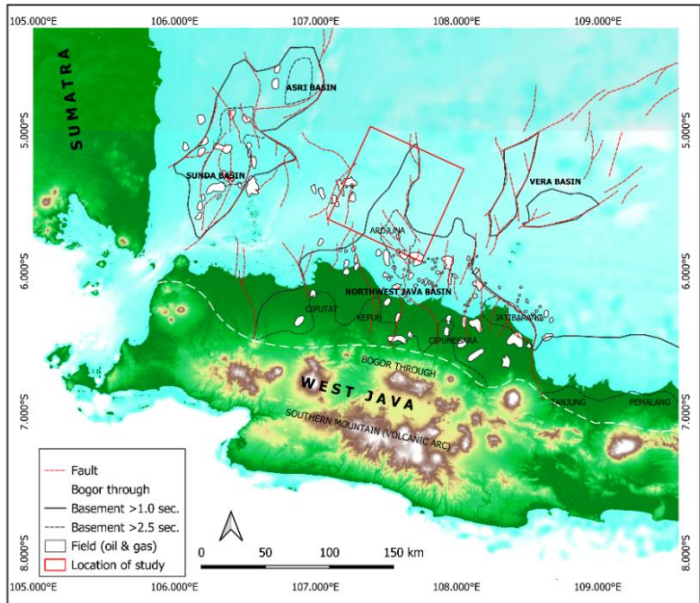 105.000°E 106.000°E 107.000°E 108.000°E 109.000°E
SUMATRA
ASRI BASIN
5.000°S 5.000°S
SUNDA BASIN
VERA BASIN
ARDJUNA
6.000°S 6.000°S
NORTHWEST JAVA BASIN
CIPUTAT
KEPUH
JATIBARANG
CIPUNEGARA
BOGOR THROUGH
WEST JAVA
TANJUNG
PEMALANG
7.000°S 7.000°S
SOUTHERN MOUNTAIN (VOLCANIC ARC)
Fault
Bogor through
Basement >1.0 sec.
Basement >2.5 sec.
Field (oil & gas)
Location of study
0 50 100 150 km
8.000°S 8.000°S
105.000°E 106.000°E 107.000°E 108.000°E 109.000°E